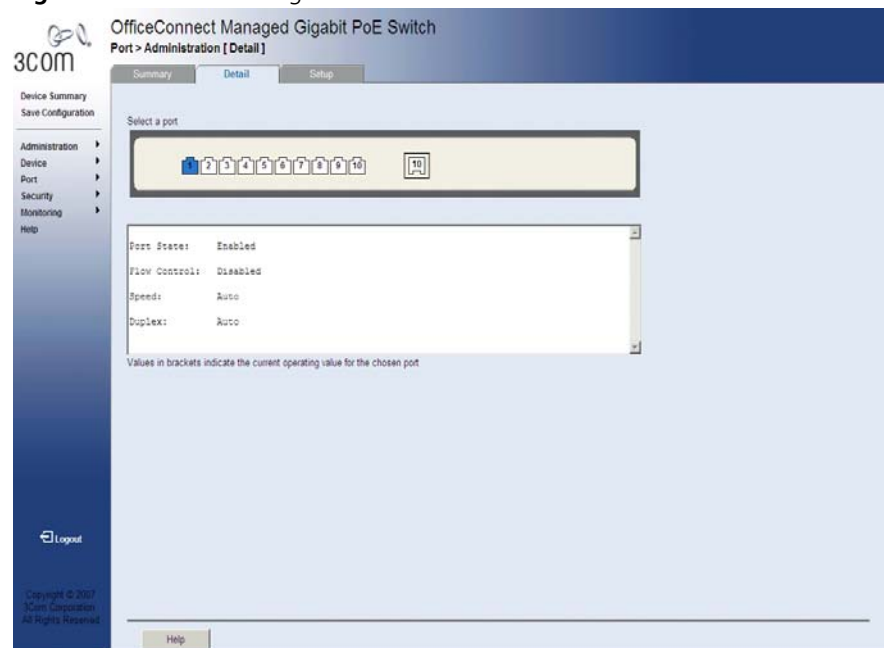 OfficeConnect Managed Gigabit PoE Switch
3COM
Port > Administration [ Detail ]
Summary Detail Setup
Device Summary
Save Configuration
Administration
Device
Port
Security
Monitoring
Help
Select a port
1 2 3 4 5 6 7 8 9 10 10
Port State: Enabled
Flow Control: Disabled
Speed: Auto
Duplex: Auto
Values in brackets indicate the current operating value for the chosen port
Logout
Copyright © 2007
3Com Corporation
All Rights Reserved
Help